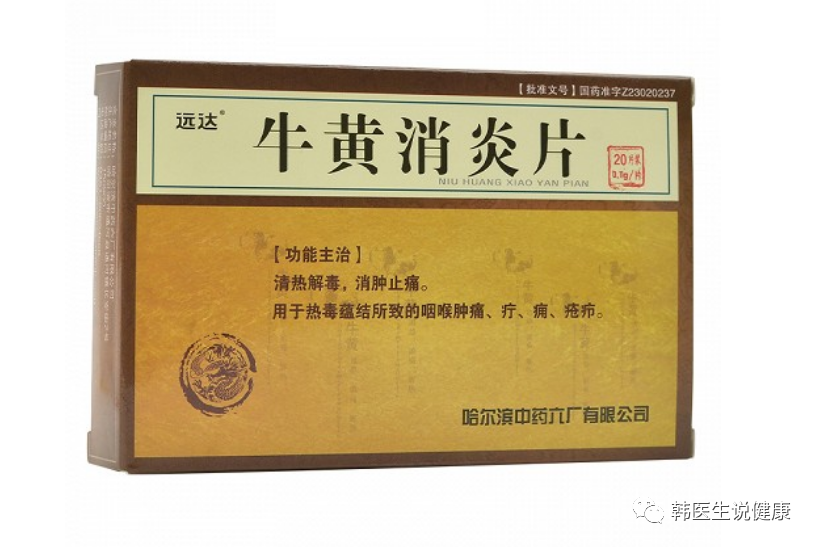 【批准文号】国药准字Z23020237
远达®
牛黄消炎片
NIU HUANG XIAO YAN PIAN
20片装
【功能主治】
清热解毒，消肿止痛。
用于热毒蕴结所致的咽喉肿痛、疔、痈、疮疖。
哈尔滨中药六厂有限公司
韩医生说健康